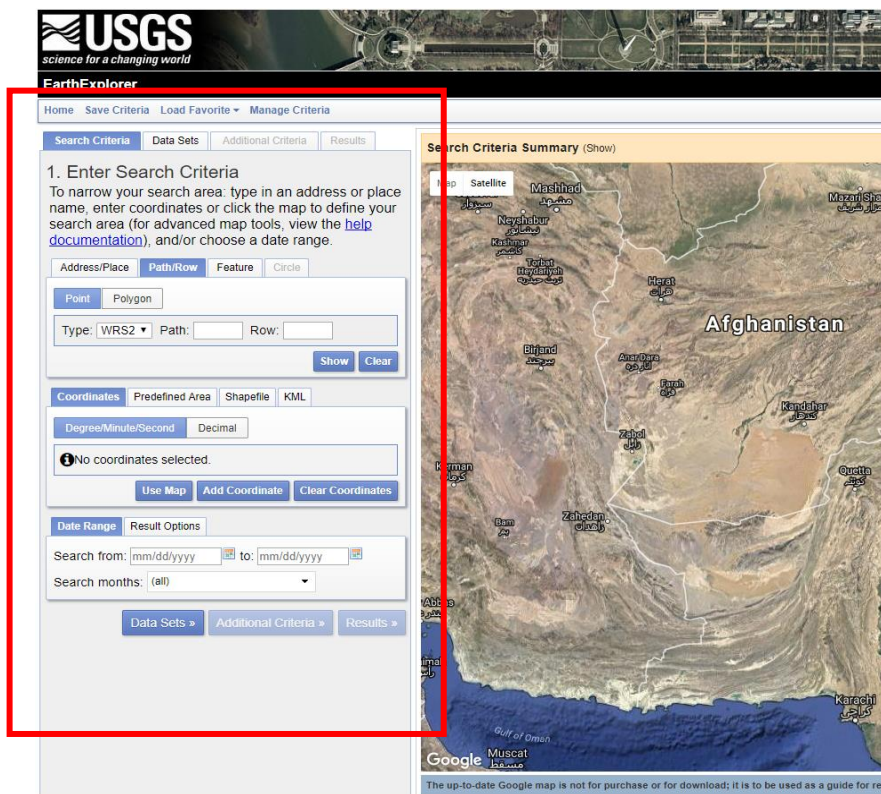 USGS
science for a changing world
EarthExplorer
Home Save Criteria Load Favorite Manage Criteria
Search Criteria Data Sets Additional Criteria Results
1. Enter Search Criteria
To narrow your search area: type in an address or place
name, enter coordinates or click the map to define your
search area (for advanced map tools, view the help
documentation), and/or choose a date range.
Address/Place Path/Row Feature Circle
Point Polygon
Type: WRS2 Path: Row:
Show Clear
Coordinates Predefined Area Shapefile KML
Degree/Minute/Second Decimal
No coordinates selected.
Use Map Add Coordinate Clear Coordinates
Date Range Result Options
Search from: mm/dd/yyyy to: mm/dd/yyyy
Search months: (all)
Data Sets » Additional Criteria » Results »
Search Criteria Summary (Show)
Map Satellite
Mashhad
مشهد
سبزوار
Neyshabur
نیشابور
Kashmar
کاشمر
Torbat
Heydariyeh
تربت حیدریه
Herat
هرات
Afghanistan
Birjand
بیرجند
Anar Dara
انار دره
Farah
فراه
Kandahar
کندهار
Zabol
زابل
Kerman
کرمان
Quetta
کوئٹہ
Bam
بم
Zahedan
زاهدان
Karachi
کراچی
Gulf of Oman
Muscat
مسقط
Google
The up-to-date Google map is not for purchase or for download; it is to be used as a guide for